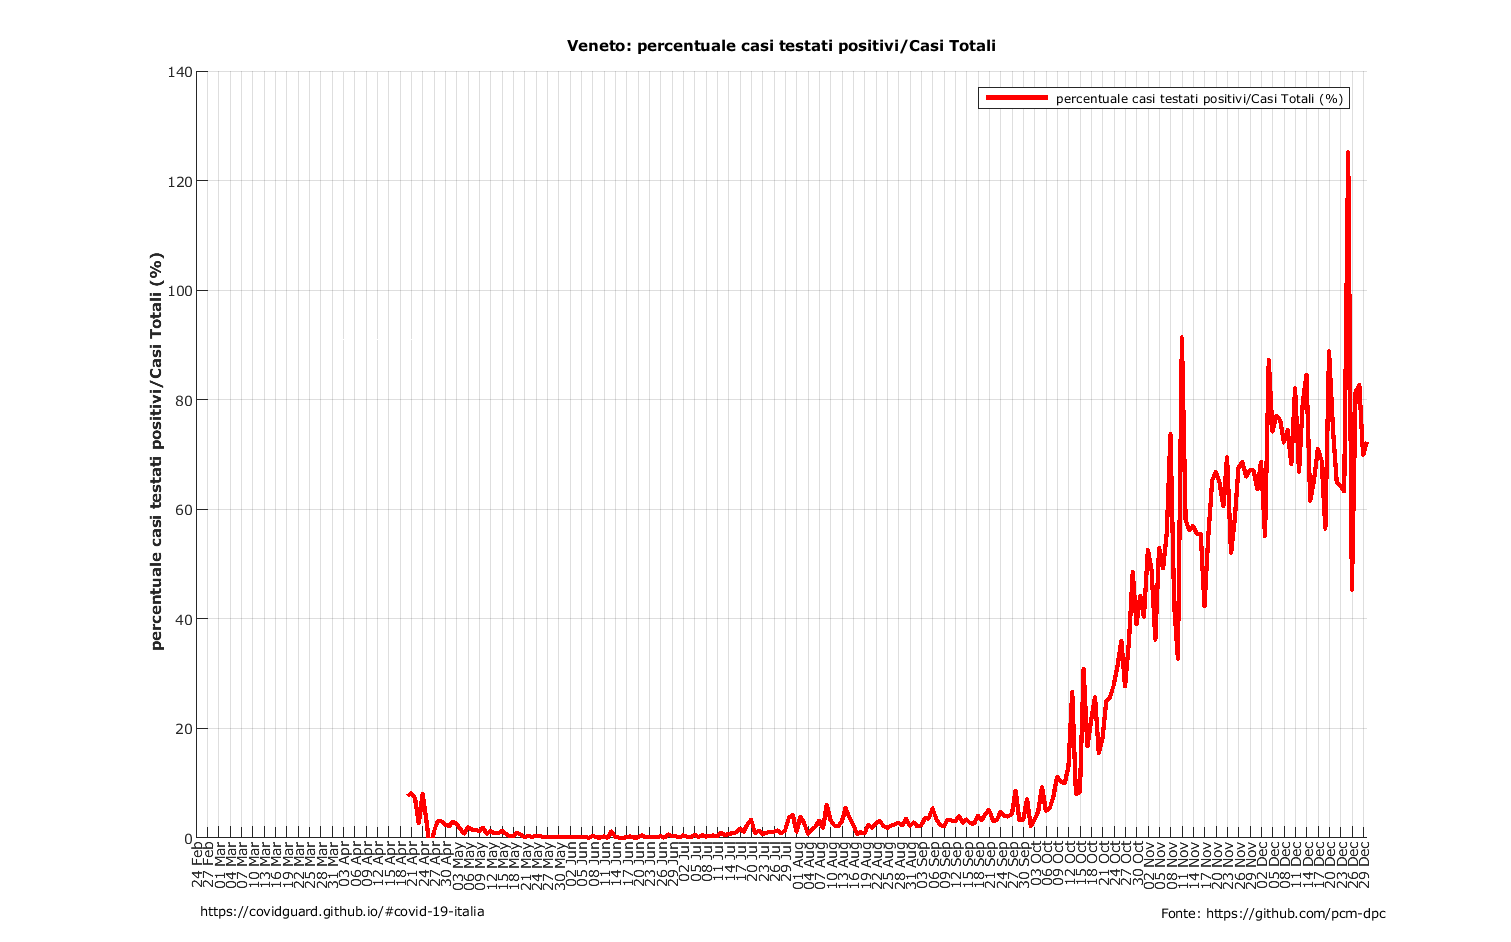 Veneto: percentuale casi testati positivi/Casi Totali
percentuale casi testati positivi/Casi Totali (%)
percentuale casi testati positivi/Casi Totali (%)
140
120
100
80
60
40
20
0
24 Feb
27 Feb
01 Mar
04 Mar
07 Mar
10 Mar
13 Mar
16 Mar
19 Mar
22 Mar
25 Mar
28 Mar
31 Mar
03 Apr
06 Apr
09 Apr
12 Apr
15 Apr
18 Apr
21 Apr
24 Apr
27 Apr
30 Apr
03 May
06 May
09 May
12 May
15 May
18 May
21 May
24 May
27 May
30 May
02 Jun
05 Jun
08 Jun
11 Jun
14 Jun
17 Jun
20 Jun
23 Jun
26 Jun
29 Jun
02 Jul
05 Jul
08 Jul
11 Jul
14 Jul
17 Jul
20 Jul
23 Jul
26 Jul
29 Jul
01 Aug
04 Aug
07 Aug
10 Aug
13 Aug
16 Aug
19 Aug
22 Aug
25 Aug
28 Aug
31 Aug
03 Sep
06 Sep
09 Sep
12 Sep
15 Sep
18 Sep
21 Sep
24 Sep
27 Sep
30 Sep
03 Oct
06 Oct
09 Oct
12 Oct
15 Oct
18 Oct
21 Oct
24 Oct
27 Oct
30 Oct
02 Nov
05 Nov
08 Nov
11 Nov
14 Nov
17 Nov
20 Nov
23 Nov
26 Nov
29 Nov
02 Dec
05 Dec
08 Dec
11 Dec
14 Dec
17 Dec
20 Dec
23 Dec
26 Dec
29 Dec
https://covidguard.github.io/#covid-19-italia
Fonte: https://github.com/pcm-dpc